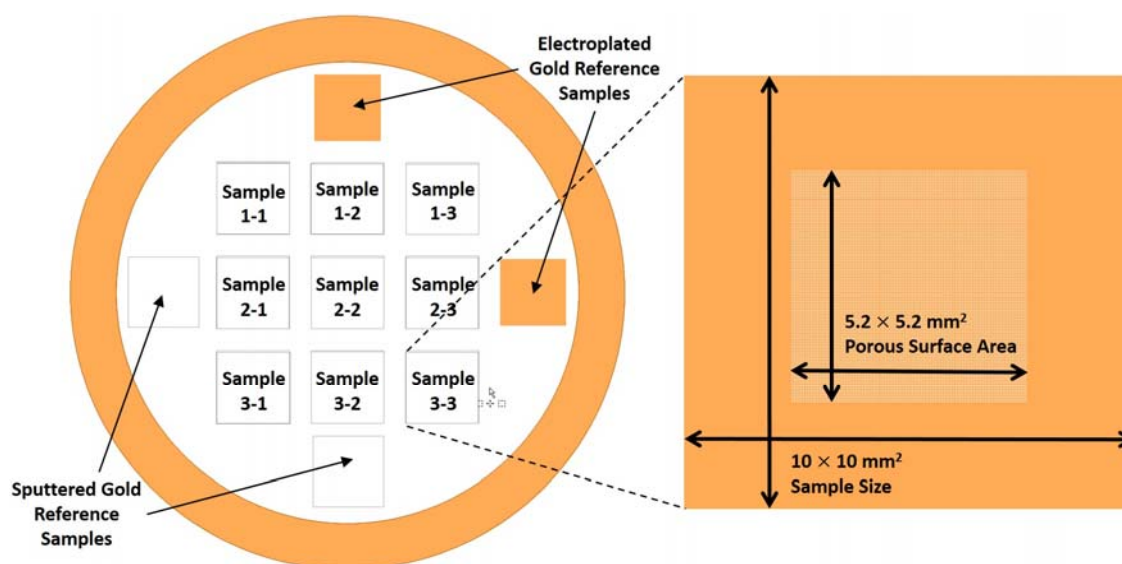 Electroplated
Gold Reference
Samples
Sample
1-1
Sample
1-2
Sample
1-3
Sample
2-1
Sample
2-2
Sample
2-3
Sample
3-1
Sample
3-2
Sample
3-3
Sputtered Gold
Reference
Samples
5.2 × 5.2 mm²
Porous Surface Area
10 × 10 mm²
Sample Size